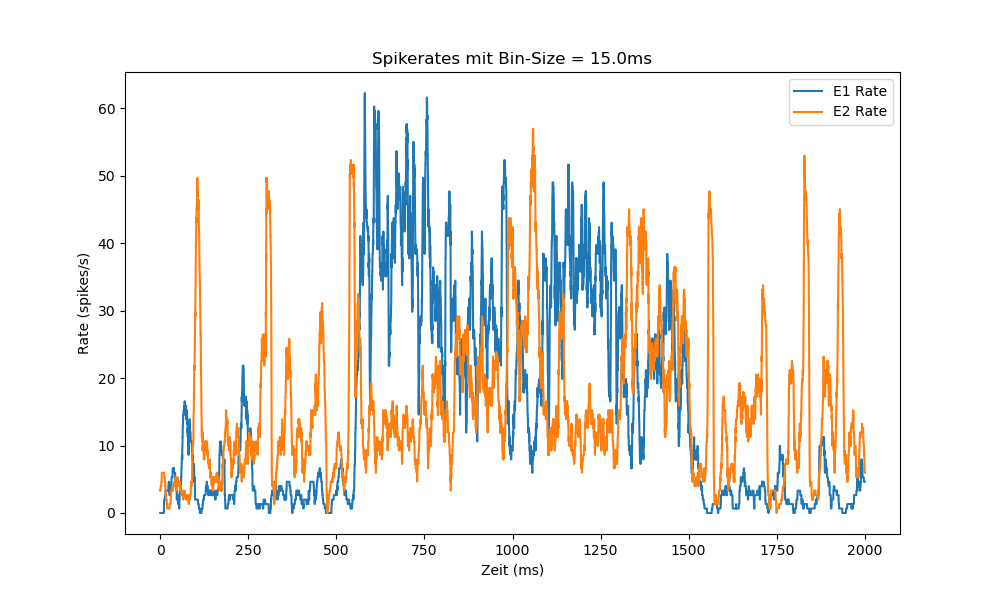 Spikerates mit Bin-Size = 15.0ms
E1 Rate
E2 Rate
60
50
40
30
20
10
0
Rate (spikes/s)
0 250 500 750 1000 1250 1500 1750 2000
Zeit (ms)